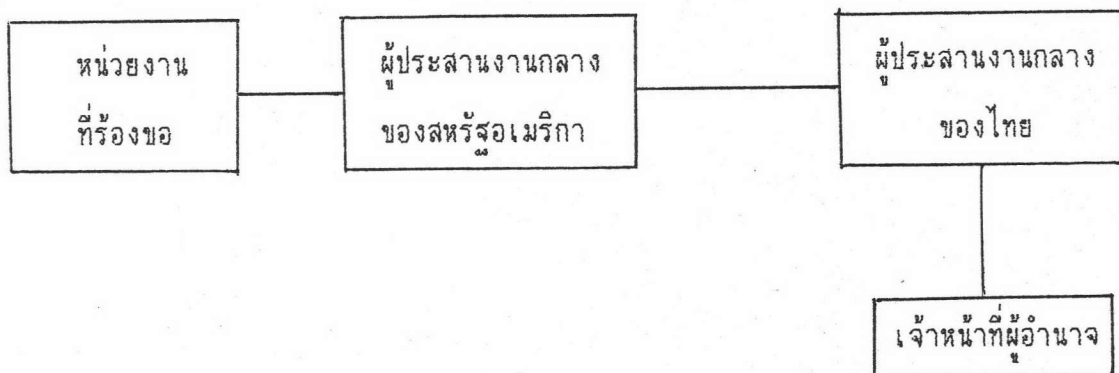 หน่วยงาน
ที่ร้องขอ
ผู้ประสานงานกลาง
ของสหรัฐอเมริกา
ผู้ประสานงานกลาง
ของไทย
เจ้าหน้าที่ผู้อำนาจ